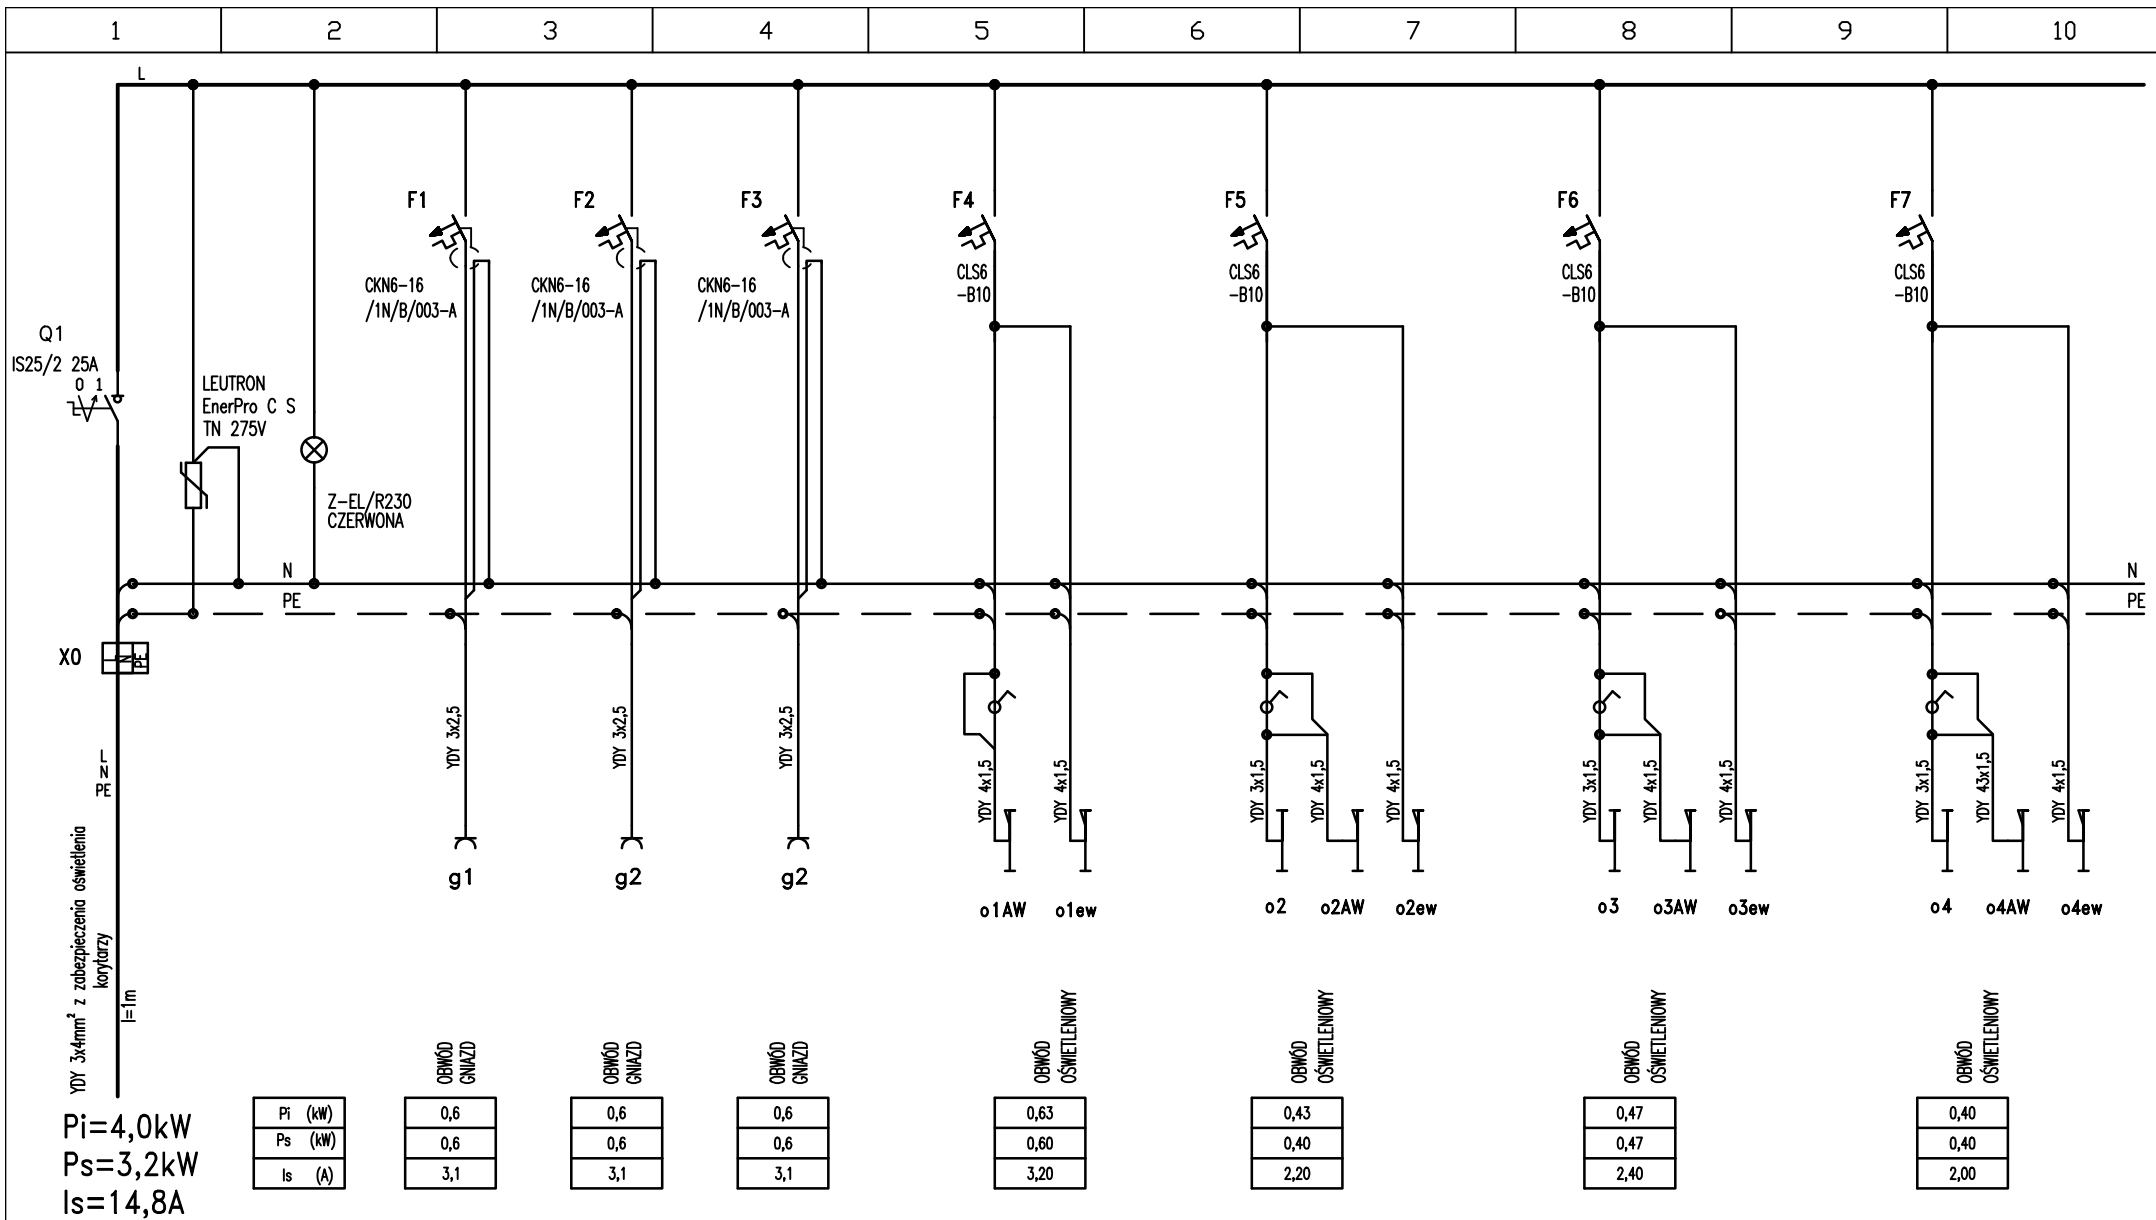 1 2 3 4 5 6 7 8 9 10
L
F1 F2 F3 F4 F5 F6 F7
CKN6-16
/1N/B/003-A
CKN6-16
/1N/B/003-A
CKN6-16
/1N/B/003-A
CLS6
-B10
CLS6
-B10
CLS6
-B10
CLS6
-B10
Q1
IS25/2 25A
0 1
LEUTRON
EnerPro C S
TN 275V
Z-EL/R230
CZERWONA
N N
PE PE
X0 L N PE
L
N
PE
YDY 3x2,5
YDY 3x2,5
YDY 3x2,5
YDY 4x1,5
YDY 4x1,5
YDY 3x1,5
YDY 4x1,5
YDY 4x1,5
YDY 3x1,5
YDY 4x1,5
YDY 4x1,5
YDY 3x1,5
YDY 43x1,5
YDY 4x1,5
g1 g2 g2
o1AW o1ew o2 o2AW o2ew o3 o3AW o3ew o4 o4AW o4ew
YDY 3x4mm² z zabezpieczenia oświetlenia
korytarzy
l=1m
OBWÓD
GNIAZD
OBWÓD
GNIAZD
OBWÓD
GNIAZD
OBWÓD
OŚWIETLENIOWY
OBWÓD
OŚWIETLENIOWY
OBWÓD
OŚWIETLENIOWY
OBWÓD
OŚWIETLENIOWY
Pi=4,0kW
Ps=3,2kW
Is=14,8A
Pi (kW) 0,6 0,6 0,6 0,63 0,43 0,47 0,40
Ps (kW) 0,6 0,6 0,6 0,60 0,40 0,47 0,40
Is (A) 3,1 3,1 3,1 3,20 2,20 2,40 2,00